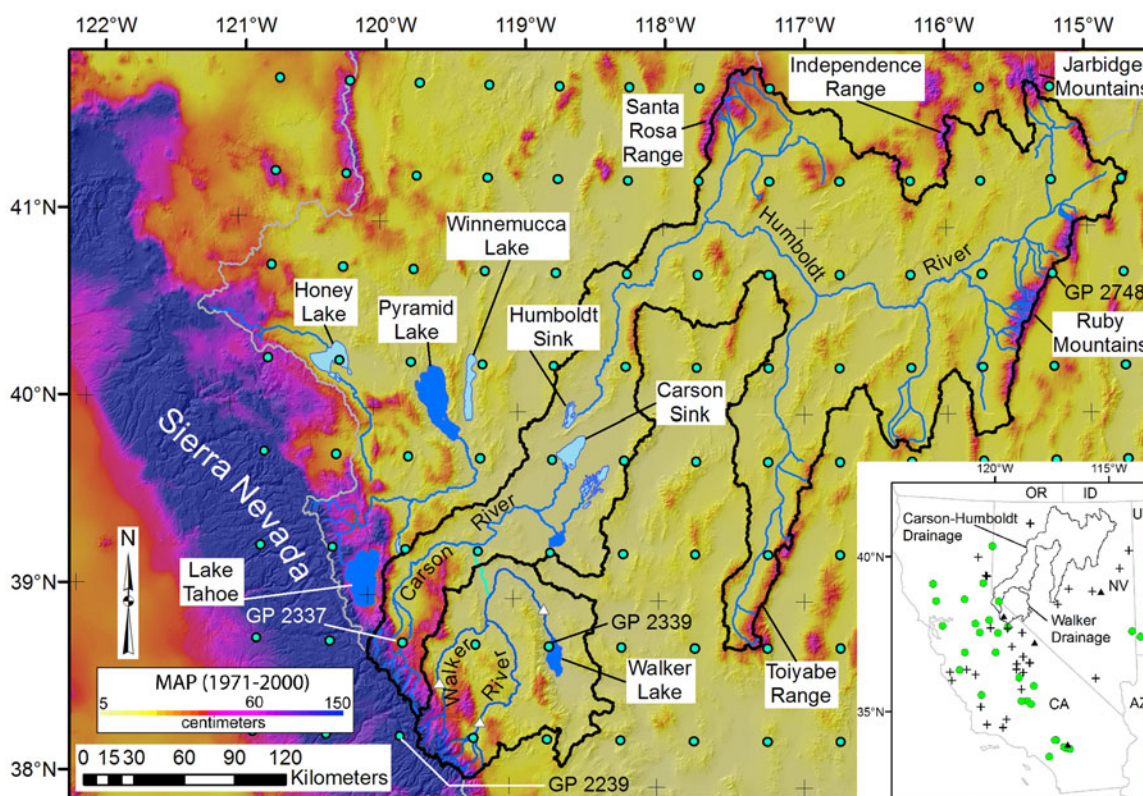 121°W
120°W
119°W
118°W
117°W
116°W
115°W
Independence
Range
Jarbidge
Mountains
Santa
Rosa
Range
41°N
Winnemucca
Lake
Humboldt
River
Honey
Lake
Pyramid
Lake
Humboldt
Sink
GP 2748
Ruby
Mountains
40°N
Carson
Sink
Sierra Nevada
Carson
River
N
39°N
Lake
Tahoe
GP 2337
GP 2339
Walker
River
Walker
Lake
Toiyabe
Range
MAP (1971-2000)
5 60 150
centimeters
0 15 30 60 90 120
Kilometers
38°N
GP 2239
120°W
115°W
OR
ID
U
Carson-Humboldt
Drainage
40°N
NV
Walker
Drainage
35°N
CA
AZ
122°W